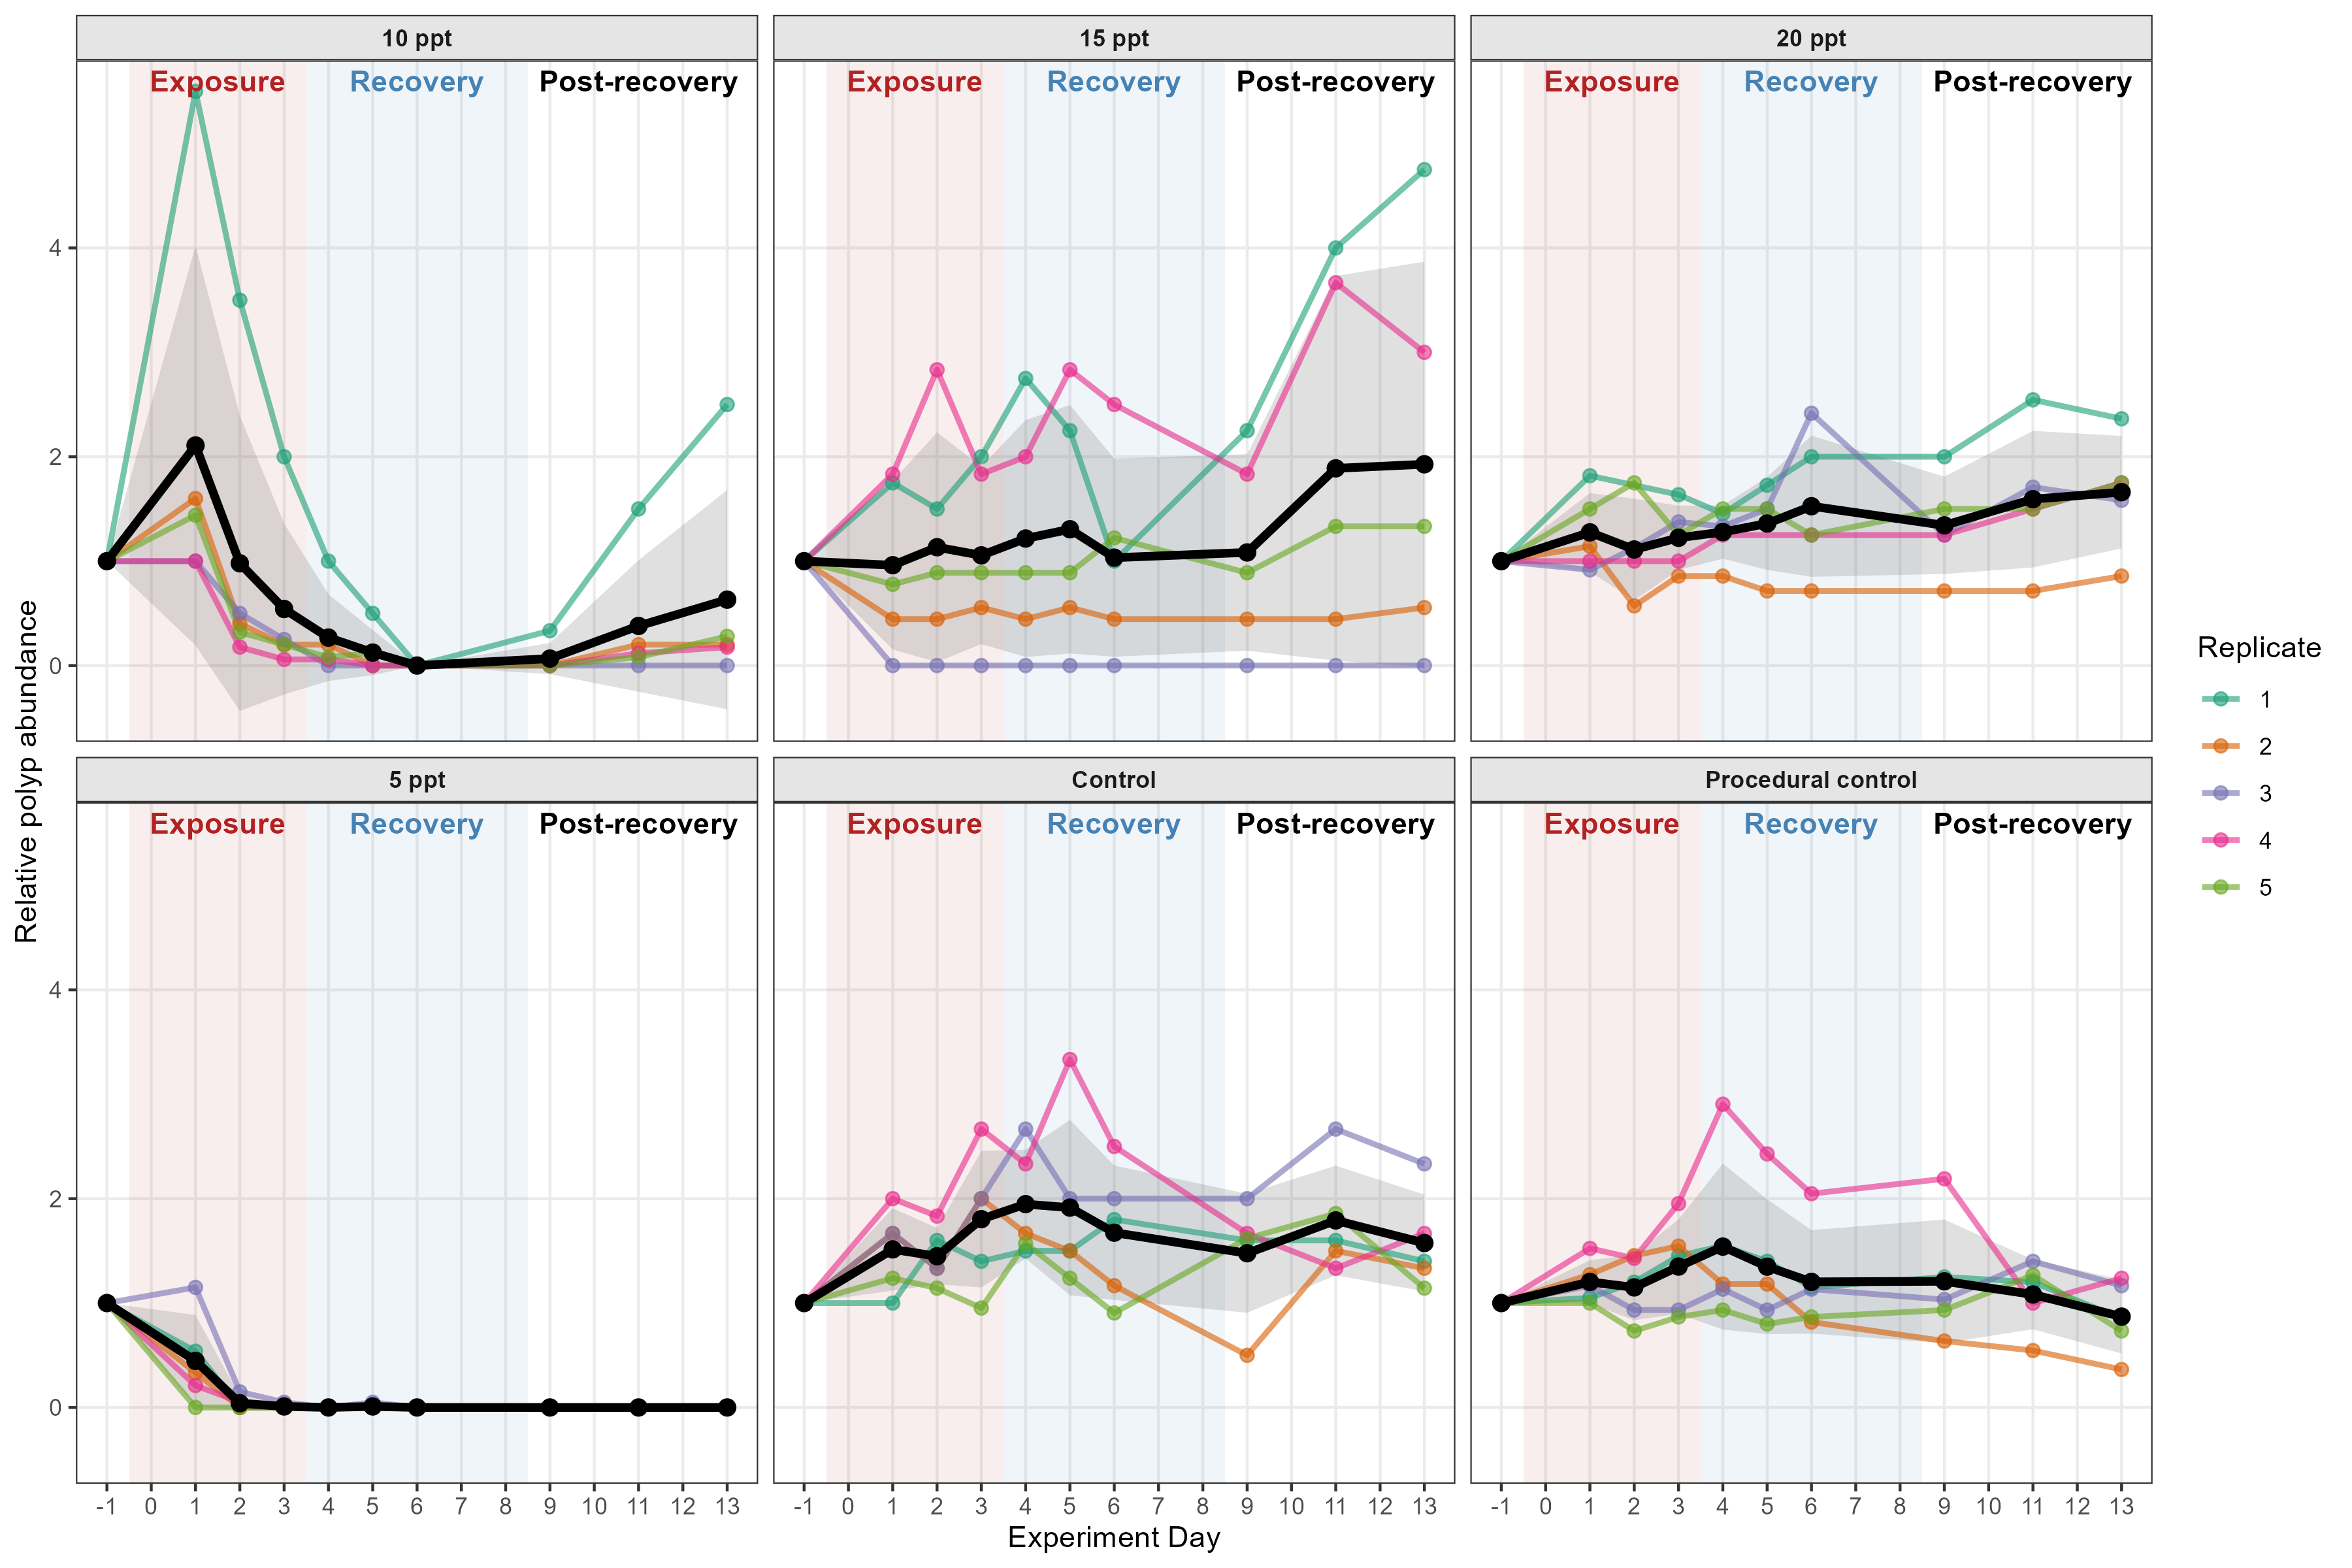 10 ppt
15 ppt
20 ppt
Exposure Recovery Post-recovery
Exposure Recovery Post-recovery
Exposure Recovery Post-recovery
4
2
0
5 ppt
Control
Procedural control
Exposure Recovery Post-recovery
Exposure Recovery Post-recovery
Exposure Recovery Post-recovery
4
2
0
-1 0 1 2 3 4 5 6 7 8 9 10 11 12 13
-1 0 1 2 3 4 5 6 7 8 9 10 11 12 13
-1 0 1 2 3 4 5 6 7 8 9 10 11 12 13
Experiment Day
Relative polyp abundance
Replicate
1
2
3
4
5